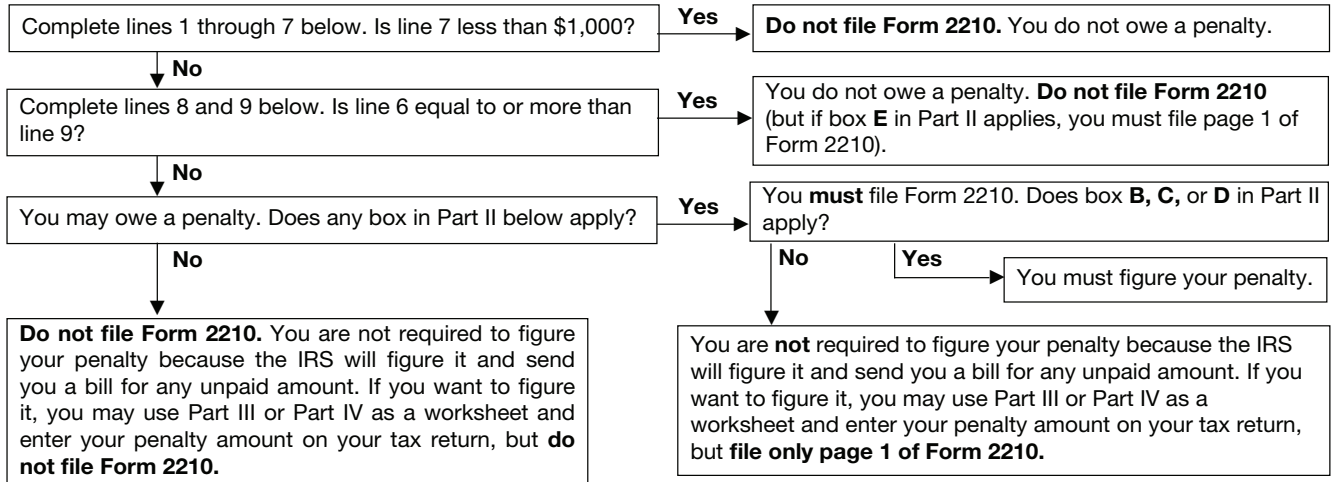 Complete lines 1 through 7 below. Is line 7 less than $1,000?
Yes
Do not file Form 2210. You do not owe a penalty.
No
Complete lines 8 and 9 below. Is line 6 equal to or more than
line 9?
Yes
You do not owe a penalty. Do not file Form 2210
(but if box E in Part II applies, you must file page 1 of
Form 2210).
No
You may owe a penalty. Does any box in Part II below apply?
Yes
You must file Form 2210. Does box B, C, or D in Part II
apply?
No
No
Yes
You must figure your penalty.
Do not file Form 2210. You are not required to figure
your penalty because the IRS will figure it and send
you a bill for any unpaid amount. If you want to figure
it, you may use Part III or Part IV as a worksheet and
enter your penalty amount on your tax return, but do
not file Form 2210.
You are not required to figure your penalty because the IRS
will figure it and send you a bill for any unpaid amount. If you
want to figure it, you may use Part III or Part IV as a
worksheet and enter your penalty amount on your tax return,
but file only page 1 of Form 2210.